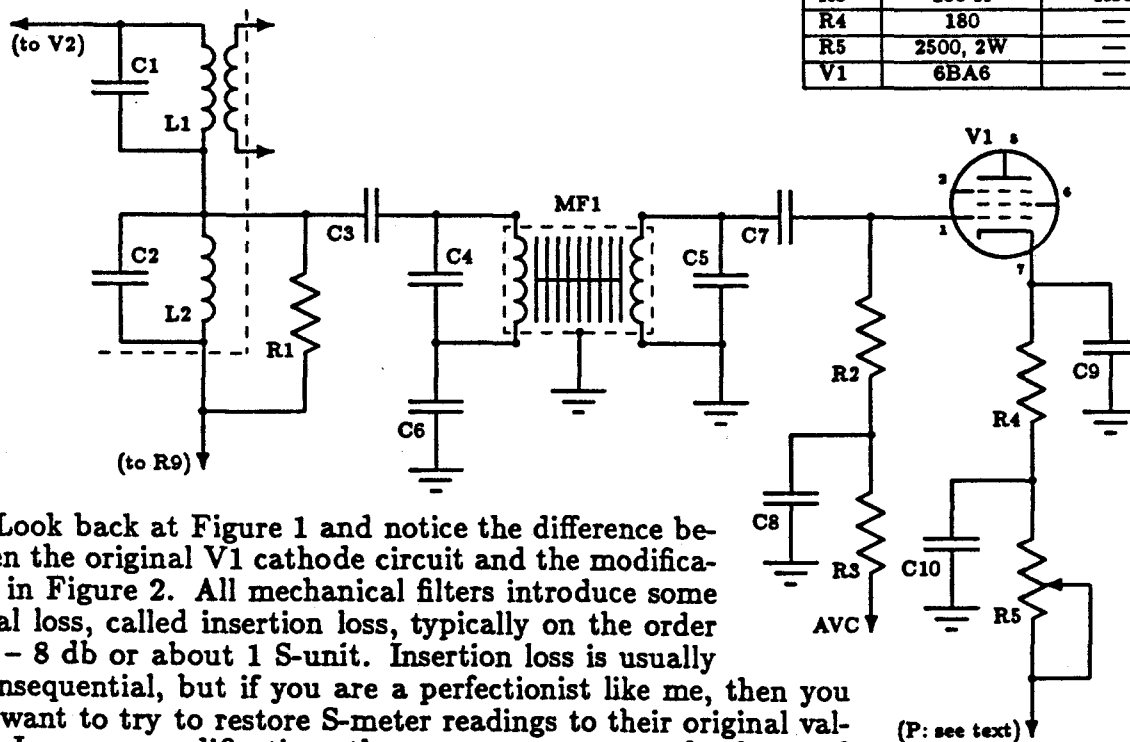 R4 180 —
R5 2500, 2W —
V1 6BA6 —
(to V2)
C1
L1
V1 5
2
6
1
7
MF1
C3
C7
C2
C4
C5
L2
R1
R2
C9
R4
C6
(to R9)
C8
R3
C10
R5
AVC
(P: see text)
Look back at Figure 1 and notice the difference be-
en the original V1 cathode circuit and the modifica-
in Figure 2. All mechanical filters introduce some
al loss, called insertion loss, typically on the order
– 8 db or about 1 S-unit. Insertion loss is usually
nsequential, but if you are a perfectionist like me, then you
want to try to restore S-meter readings to their original val-